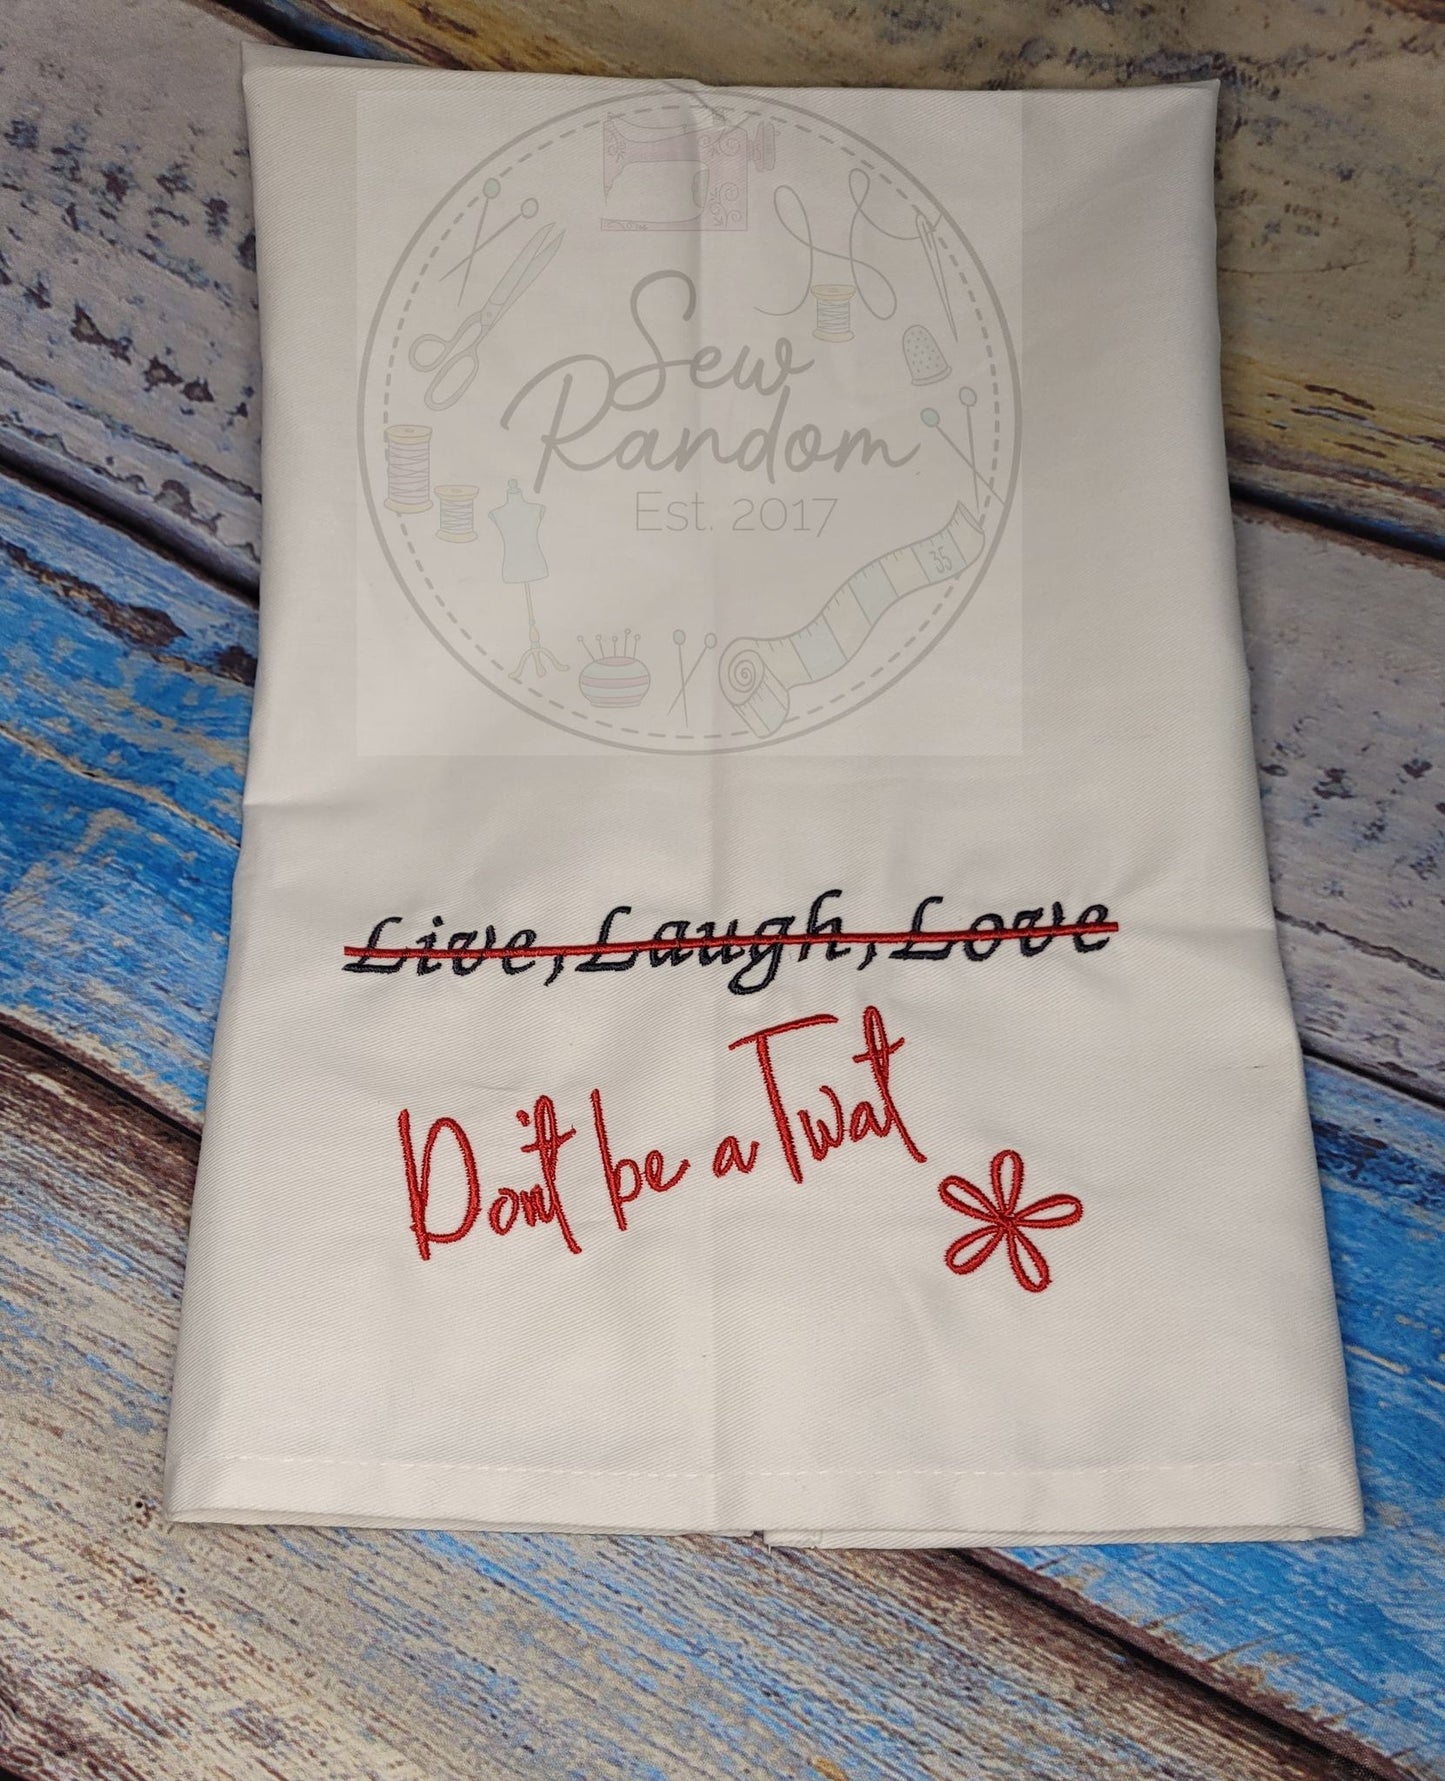 Sew
Random
Est. 2017
35
Live, Laugh, Love
Don't be a Twat